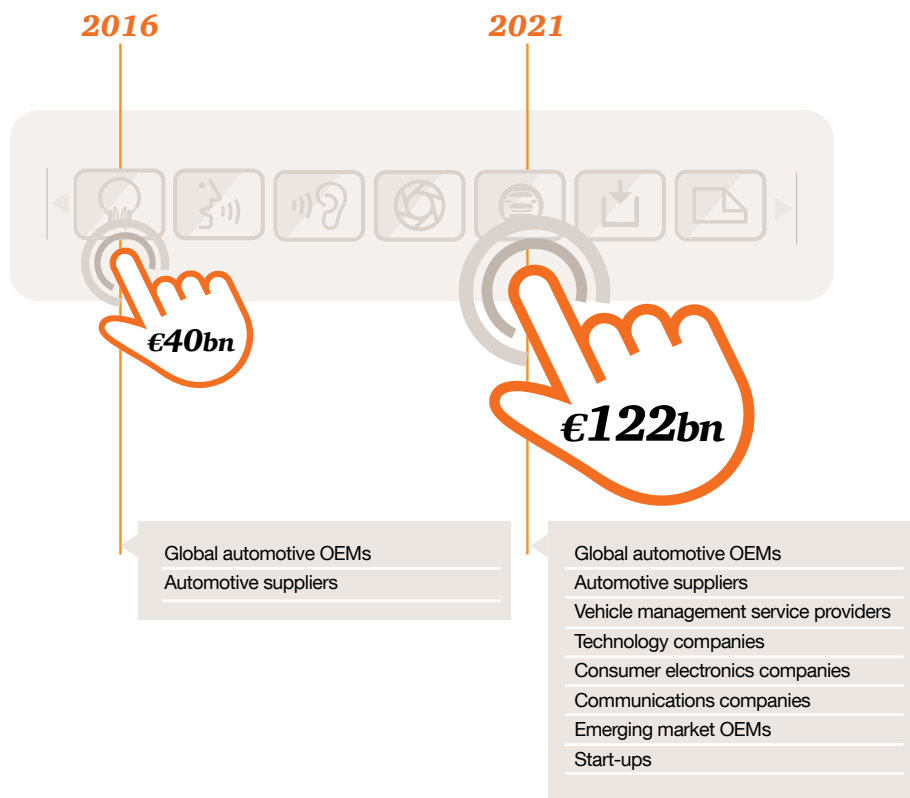 2016
2021
€40bn
€122bn
Global automotive OEMs
Automotive suppliers
Global automotive OEMs
Automotive suppliers
Vehicle management service providers
Technology companies
Consumer electronics companies
Communications companies
Emerging market OEMs
Start-ups